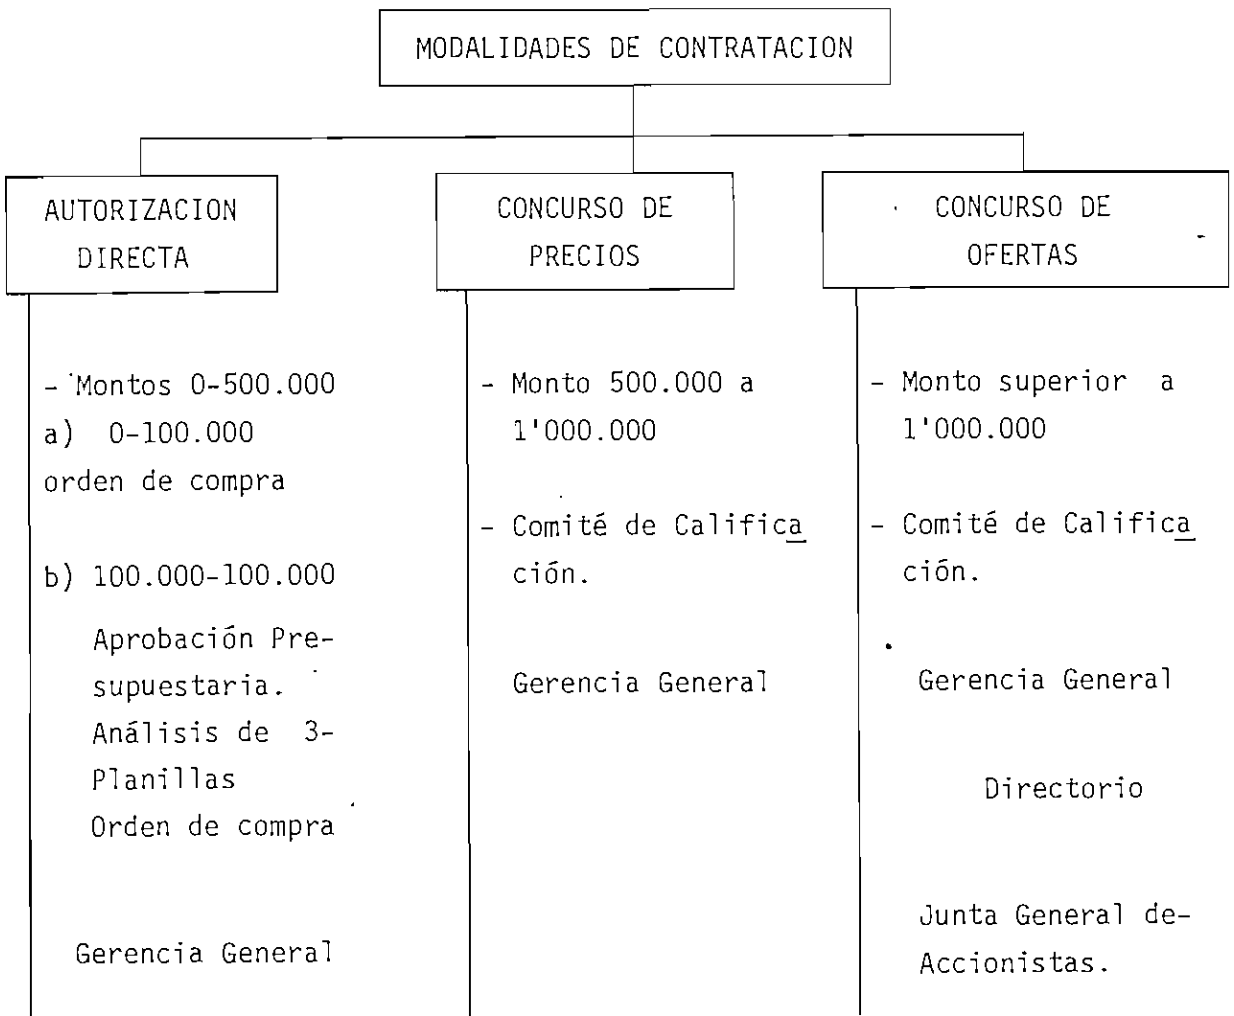 MODALIDADES DE CONTRATACION
AUTORIZACION
DIRECTA
- Montos 0-500.000
a) 0-100.000
orden de compra
b) 100.000-100.000
Aprobación Pre-
supuestaria.
Análisis de 3-
Planillas
Orden de compra
Gerencia General
CONCURSO DE
PRECIOS
- Monto 500.000 a
1'000.000
- Comité de Califica
ción.
Gerencia General
CONCURSO DE
OFERTAS
- Monto superior a
1'000.000
- Comité de Califica
ción.
Gerencia General
Directorio
Junta General de-
Accionistas.